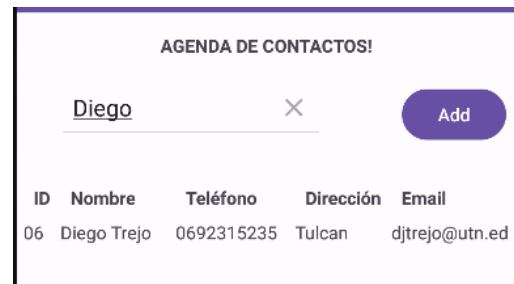 AGENDA DE CONTACTOS!
Diego Add
ID Nombre Teléfono Dirección Email
06 Diego Trejo 0692315235 Tulcan djtrejo@utn.ed